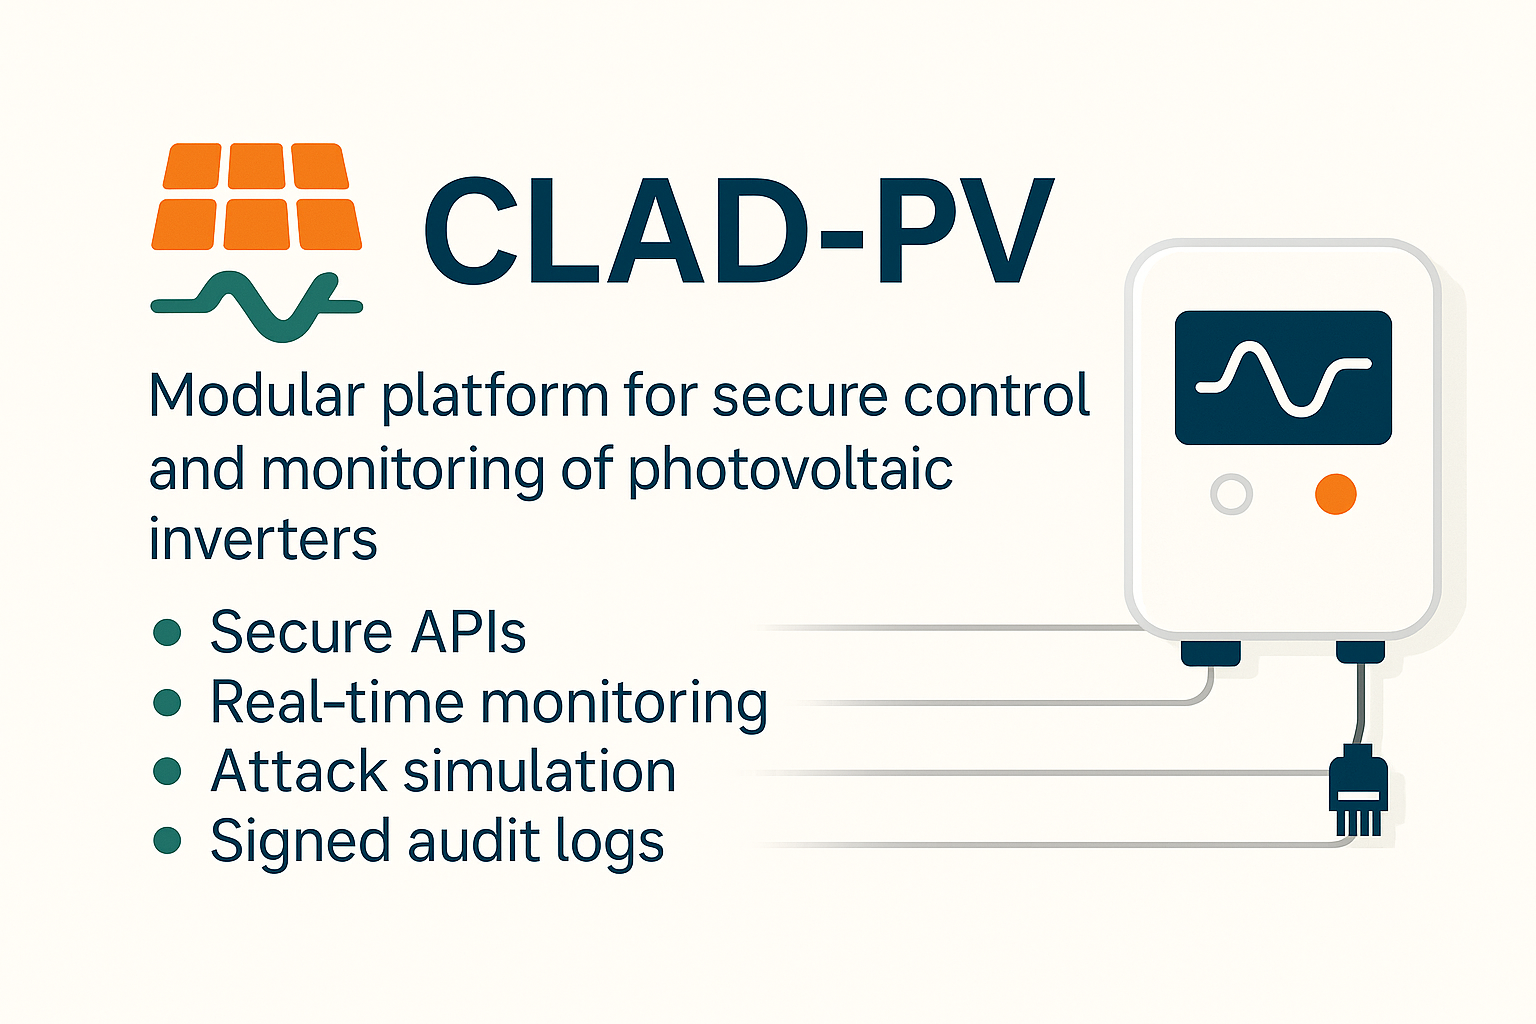 CLAD-PV
Modular platform for secure control
and monitoring of photovoltaic
inverters
Secure APIs
Real-time monitoring
Attack simulation
Signed audit logs